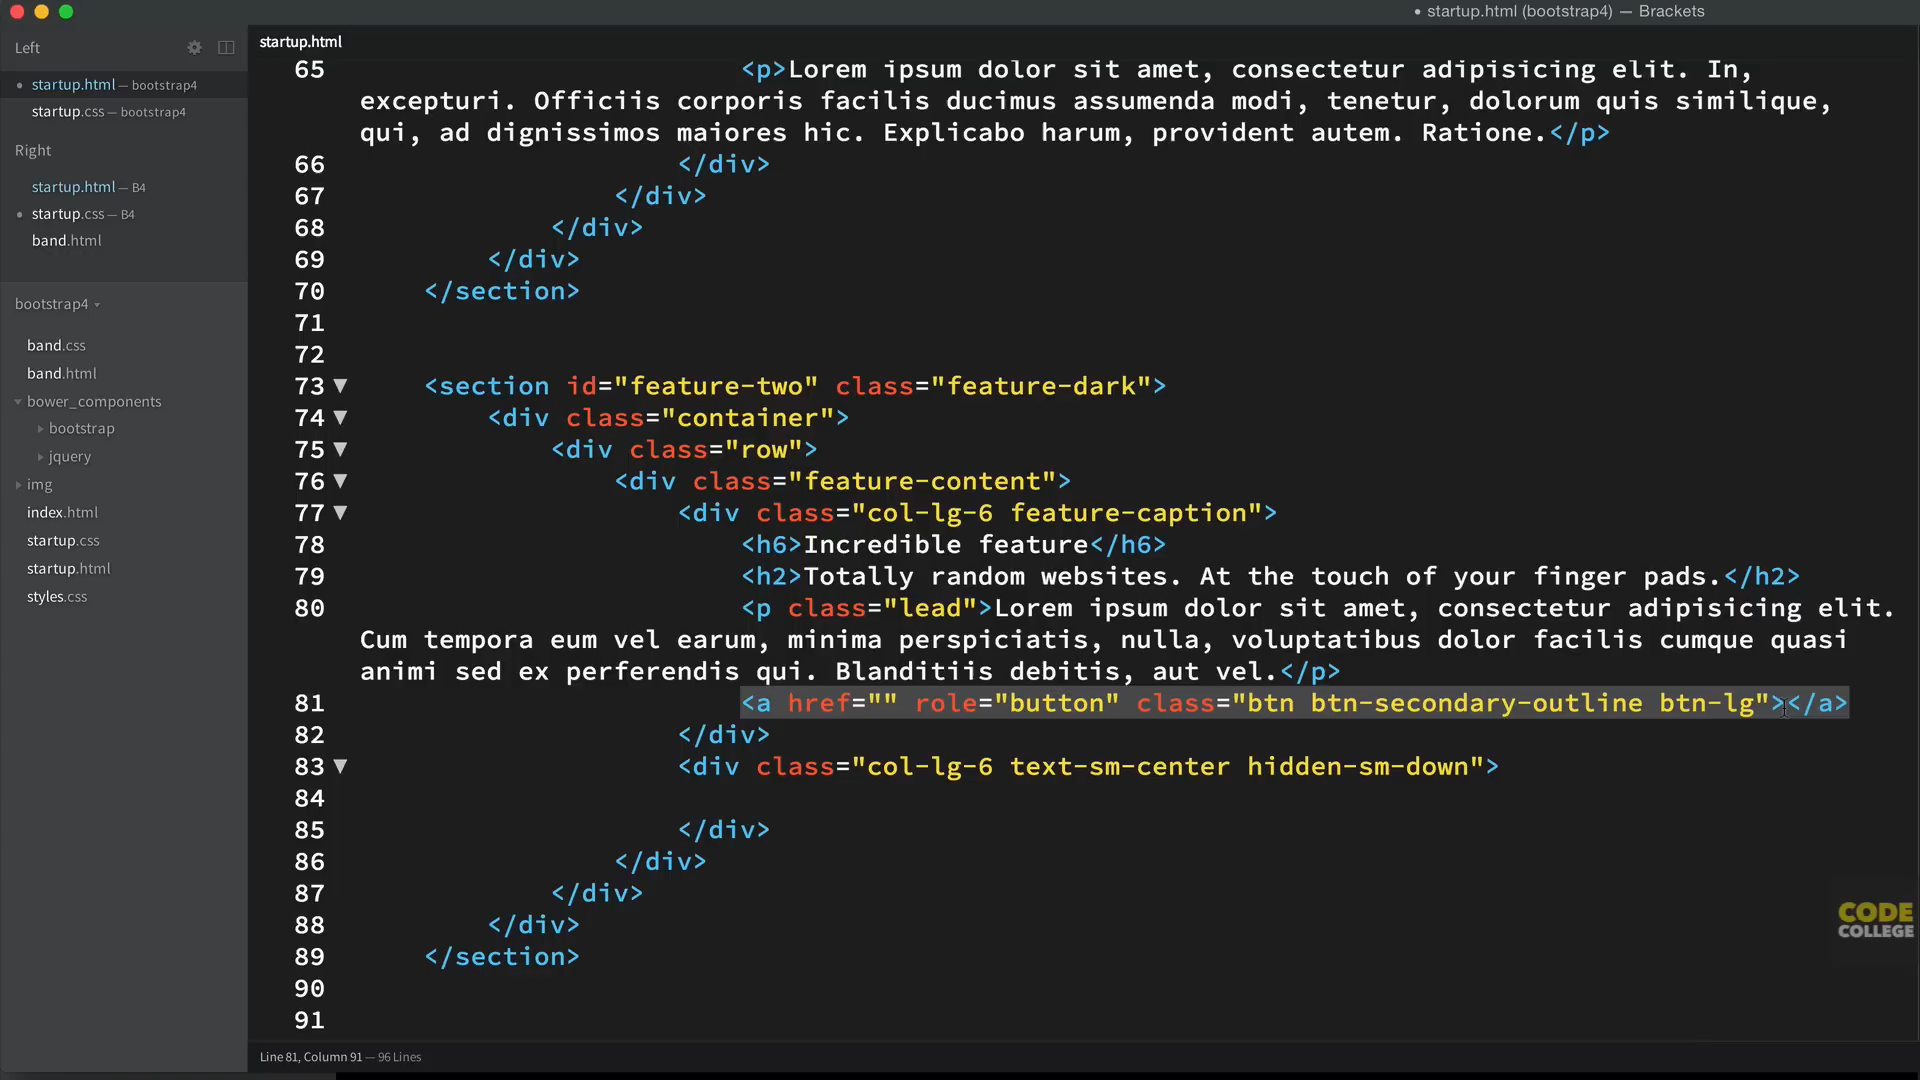 • startup.html (bootstrap4) — Brackets
Left
startup.html
• startup.html — bootstrap4
startup.css — bootstrap4
Right
startup.html — B4
• startup.css — B4
band.html
bootstrap4
band.css
band.html
bower_components
bootstrap
jquery
img
index.html
startup.css
startup.html
styles.css
65 <p>Lorem ipsum dolor sit amet, consectetur adipisicing elit. In,
excepturi. Officiis corporis facilis ducimus assumenda modi, tenetur, dolorum quis similique,
qui, ad dignissimos maiores hic. Explicabo harum, provident autem. Ratione.</p>
66 </div>
67 </div>
68 </div>
69 </div>
70 </section>
71
72
73 <section id="feature-two" class="feature-dark">
74 <div class="container">
75 <div class="row">
76 <div class="feature-content">
77 <div class="col-lg-6 feature-caption">
78 <h6>Incredible feature</h6>
79 <h2>Totally random websites. At the touch of your finger pads.</h2>
80 <p class="lead">Lorem ipsum dolor sit amet, consectetur adipisicing elit.
Cum tempora eum vel earum, minima perspiciatis, nulla, voluptatibus dolor facilis cumque quasi
animi sed ex perferendis qui. Blanditiis debitis, aut vel.</p>
81 <a href="" role="button" class="btn btn-secondary-outline btn-lg"></a>
82 </div>
83 <div class="col-lg-6 text-sm-center hidden-sm-down">
84
85 </div>
86 </div>
87 </div>
88 </div>
89 </section>
90
91
CODE
COLLEGE
Line 81, Column 91 — 96 Lines